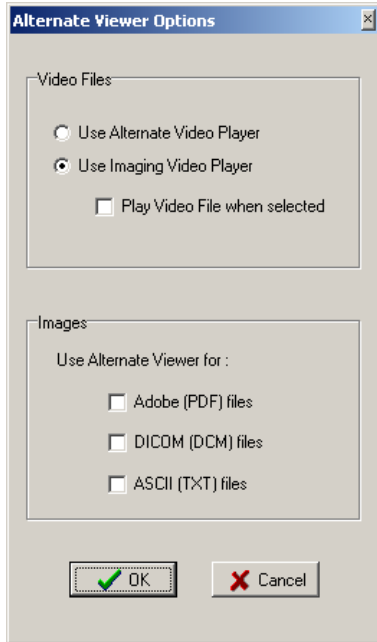 Alternate Viewer Options
Video Files
Use Alternate Video Player
Use Imaging Video Player
Play Video File when selected
Images
Use Alternate Viewer for :
Adobe (PDF) files
DICOM (DCM) files
ASCII (TXT) files
OK
Cancel